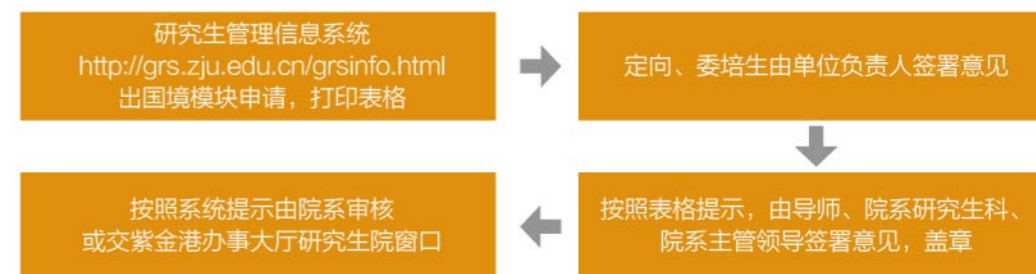 研究生管理信息系统
http://grs.zju.edu.cn/grsinfo.html
出国境模块申请，打印表格
定向、委培生由单位负责人签署意见
按照表格提示，由导师、院系研究生科、
院系主管领导签署意见，盖章
按照系统提示由院系审核
或交紫金港办事大厅研究生院窗口